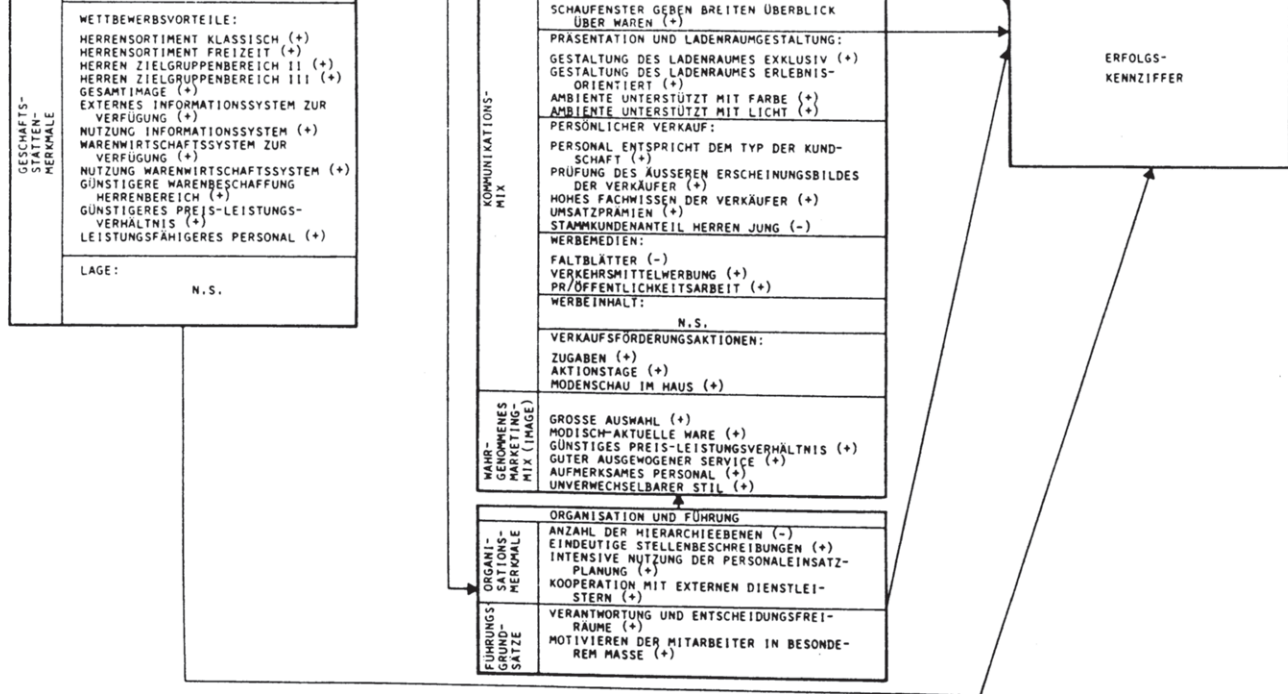 GESCHÄFTS-
STÄTTEN-
MERKMALE
WETTBEWERBSVORTEILE:
HERRENSORTIMENT KLASSISCH (+)
HERRENSORTIMENT FREIZEIT (+)
HERREN ZIELGRUPPENBEREICH II (+)
HERREN ZIELGRUPPENBEREICH III (+)
GESAMTIMAGE (+)
EXTERNES INFORMATIONSSYSTEM ZUR
VERFÜGUNG (+)
NUTZUNG INFORMATIONSSYSTEM (+)
WARENWIRTSCHAFTSSYSTEM ZUR
VERFÜGUNG (+)
NUTZUNG WARENWIRTSCHAFTSSYSTEM (+)
GÜNSTIGERE WARENBESCHAFFUNG
HERRENBEREICH (+)
GÜNSTIGERES PREIS-LEISTUNGS-
VERHÄLTNIS (+)
LEISTUNGSFÄHIGERES PERSONAL (+)
LAGE:
N.S.
KOMMUNIKATIONS-
MIX
SCHAUFENSTER GEBEN BREITEN ÜBERBLICK
ÜBER WAREN (+)
PRÄSENTATION UND LADENRAUMGESTALTUNG:
GESTALTUNG DES LADENRAUMES EXKLUSIV (+)
GESTALTUNG DES LADENRAUMES ERLEBNIS-
ORIENTIERT (+)
AMBIENTE UNTERSTÜTZT MIT FARBE (+)
AMBIENTE UNTERSTÜTZT MIT LICHT (+)
PERSÖNLICHER VERKAUF:
PERSONAL ENTSPRICHT DEM TYP DER KUND-
SCHAFT (+)
PRÜFUNG DES ÄUSSEREN ERSCHEINUNGSBILDES
DER VERKÄUFER (+)
HOHES FACHWISSEN DER VERKÄUFER (+)
UMSATZPRÄMIEN (+)
STAMMKUNDENANTEIL HERREN JUNG (-)
WERBEMEDIEN:
FALTBLÄTTER (-)
VERKEHRSMITTELWERBUNG (+)
PR/ÖFFENTLICHKEITSARBEIT (+)
WERBEINHALT:
N.S.
VERKAUFSFÖRDERUNGSAKTIONEN:
ZUGABEN (+)
AKTIONSTAGE (+)
MODENSCHAU IM HAUS (+)
WAHR-
GENOMMENES
MARKETING-
MIX (IMAGE)
GROSSE AUSWAHL (+)
MODISCH-AKTUELLE WARE (+)
GÜNSTIGES PREIS-LEISTUNGSVERHÄLTNIS (+)
GUTER AUSGEWOGENER SERVICE (+)
AUFMERKSAMES PERSONAL (+)
UNVERWECHSELBARER STIL (+)
ORGANISATION UND FÜHRUNG
ORGANI-
SATIONS-
MERKMALE
ANZAHL DER HIERARCHIEEBENEN (-)
EINDEUTIGE STELLENBESCHREIBUNGEN (+)
INTENSIVE NUTZUNG DER PERSONALEINSATZ-
PLANUNG (+)
KOOPERATION MIT EXTERNEN DIENSTLEI-
STERN (+)
FÜHRUNGS-
GRUND-
SÄTZE
VERANTWORTUNG UND ENTSCHEIDUNGSFREI-
RÄUME (+)
MOTIVIEREN DER MITARBEITER IN BESONDE-
REM MASSE (+)
ERFOLGS-
KENNZIFFER